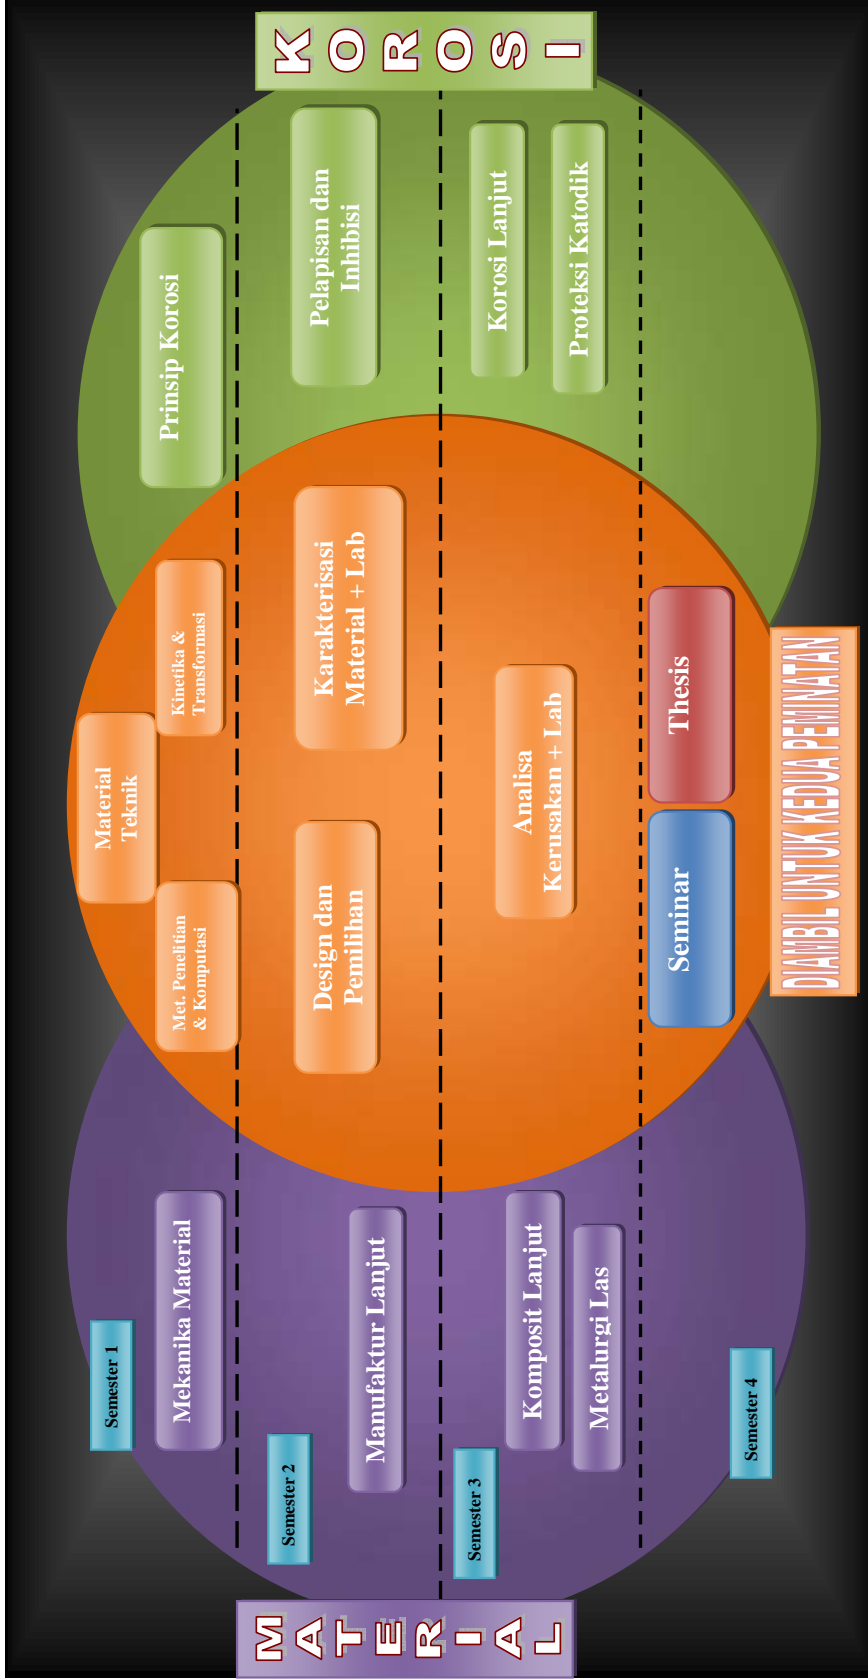 MATERIAL
KOROSI
Semester 1
Mekanika Material
Met. Penelitian
& Komputasi
Material
Teknik
Kinetika &
Transformasi
Prinsip Korosi
Semester 2
Manufaktur Lanjut
Design dan
Pemilihan
Karakterisasi
Material + Lab
Pelapisan dan
Inhibisi
Semester 3
Komposit Lanjut
Metalurgi Las
Analisa
Kerusakan + Lab
Korosi Lanjut
Proteksi Katodik
Semester 4
Seminar
Thesis
DIAMBIL UNTUK KEDUA PEMINATAN